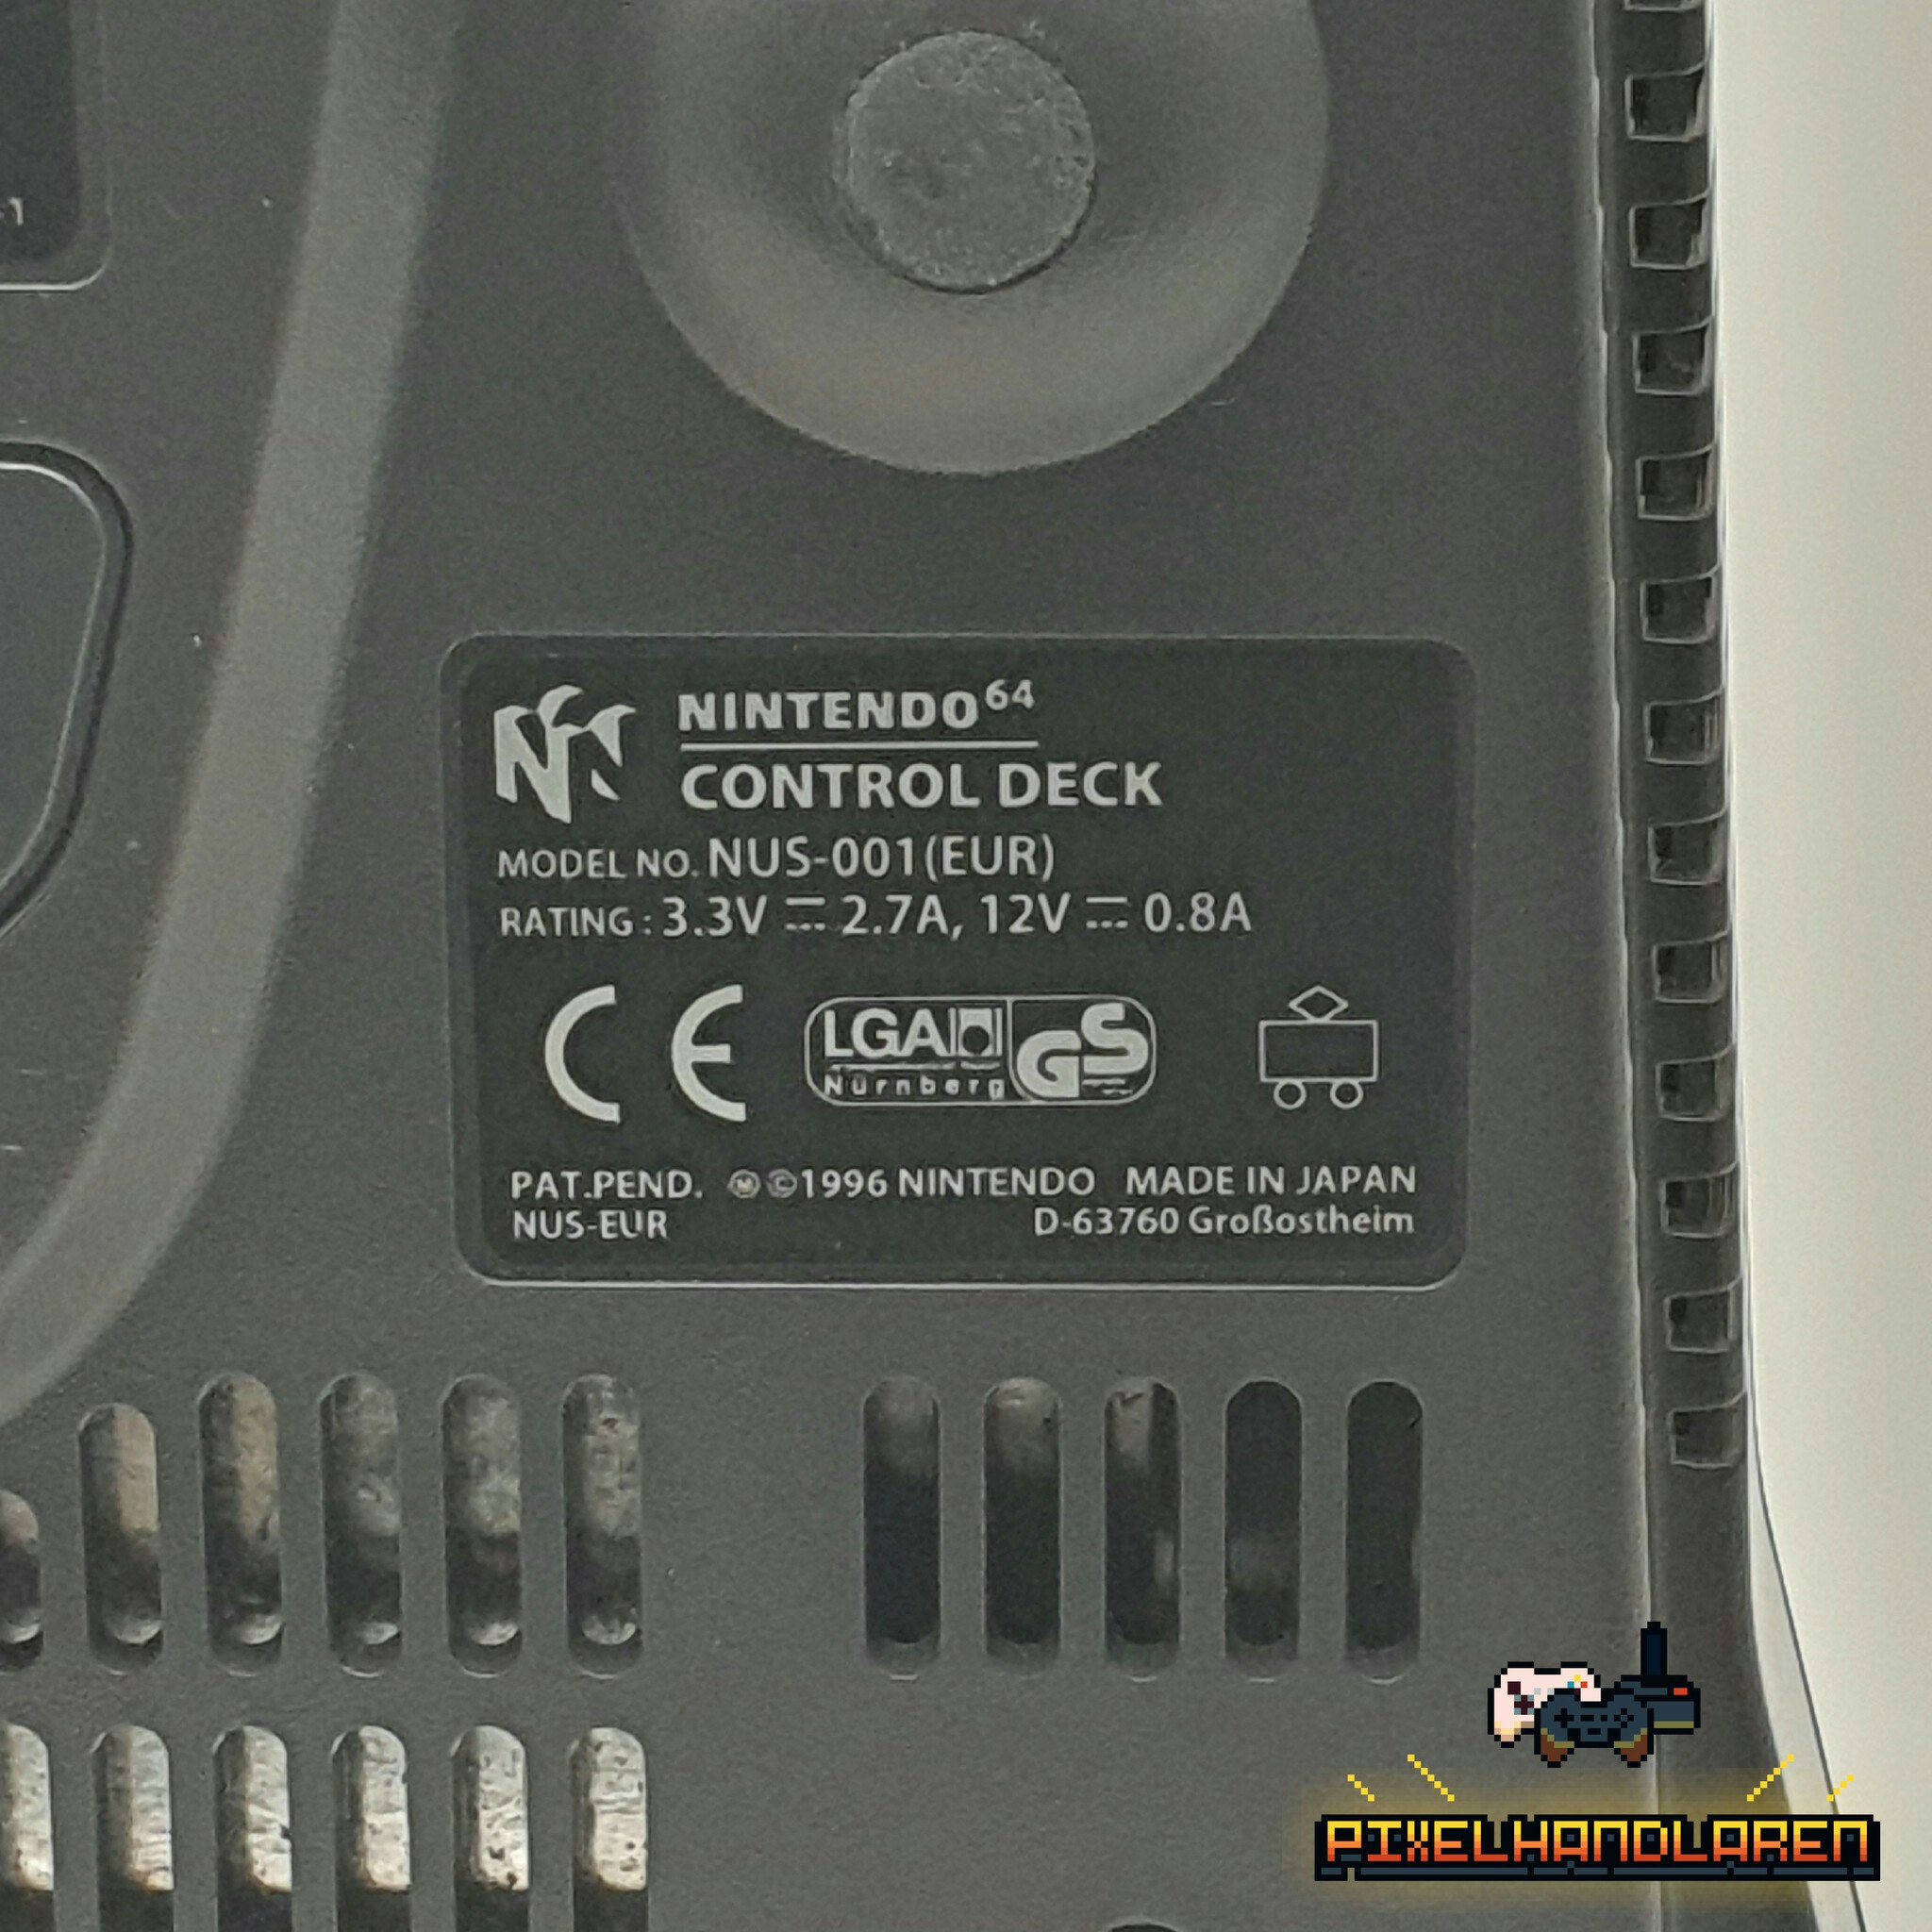 -1
NINTENDO64
CONTROL DECK
MODEL NO. NUS-001(EUR)
RATING : 3.3V ⎓ 2.7A, 12V ⎓ 0.8A
CE
LGA GS
Nürnberg
PAT.PEND. Ⓜ©1996 NINTENDO MADE IN JAPAN
NUS-EUR D-63760 Großostheim
PIXELHANDLAREN